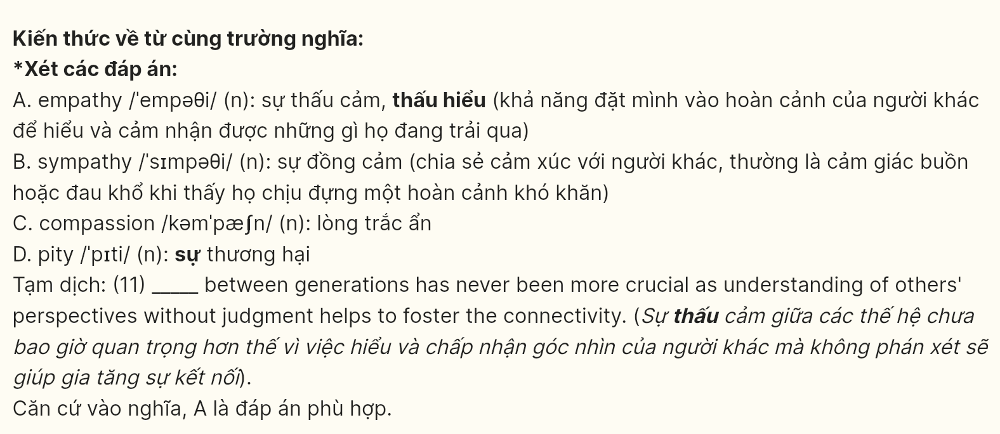 Kiến thức về từ cùng trường nghĩa:
*Xét các đáp án:
A. empathy /ˈempəθi/ (n): sự thấu cảm, thấu hiểu (khả năng đặt mình vào hoàn cảnh của người khác
để hiểu và cảm nhận được những gì họ đang trải qua)
B. sympathy /ˈsɪmpəθi/ (n): sự đồng cảm (chia sẻ cảm xúc với người khác, thường là cảm giác buồn
hoặc đau khổ khi thấy họ chịu đựng một hoàn cảnh khó khăn)
C. compassion /kəmˈpæʃn/ (n): lòng trắc ẩn
D. pity /ˈpɪti/ (n): sự thương hại
Tạm dịch: (11) _____ between generations has never been more crucial as understanding of others'
perspectives without judgment helps to foster the connectivity. (Sự thấu cảm giữa các thế hệ chưa
bao giờ quan trọng hơn thế vì việc hiểu và chấp nhận góc nhìn của người khác mà không phán xét sẽ
giúp gia tăng sự kết nối).
Căn cứ vào nghĩa, A là đáp án phù hợp.